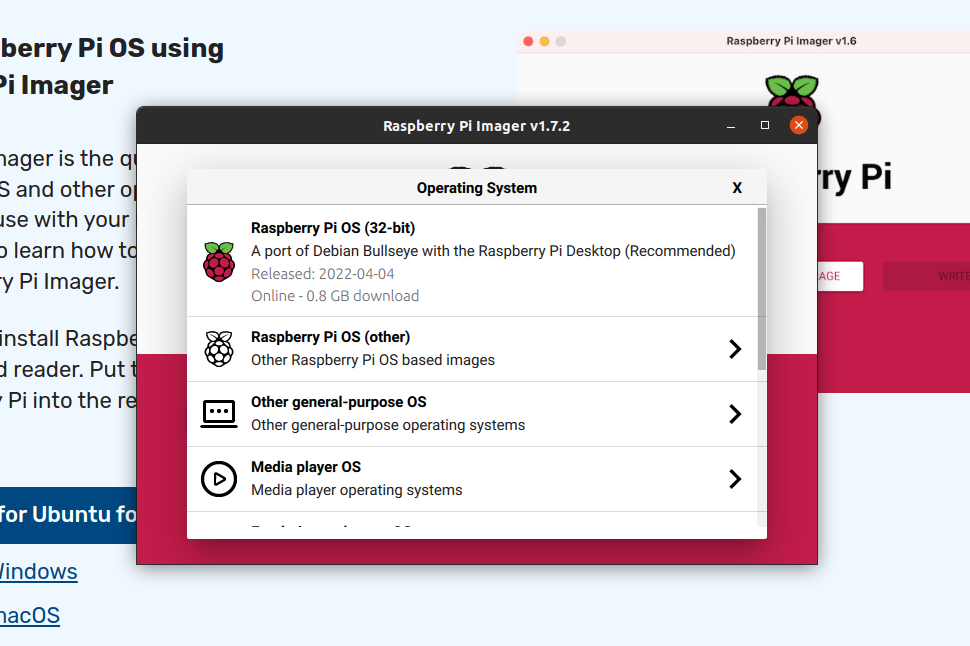 berry Pi OS using
Pi Imager
Raspberry Pi Imager v1.6
Raspberry Pi Imager v1.7.2
ry Pi
Operating System
X
Raspberry Pi OS (32-bit)
A port of Debian Bullseye with the Raspberry Pi Desktop (Recommended)
Released: 2022-04-04
Online - 0.8 GB download
Raspberry Pi OS (other)
Other Raspberry Pi OS based images
Other general-purpose OS
Other general-purpose operating systems
Media player OS
Media player operating systems
nager is the qu
S and other op
use with your
o learn how to
ry Pi Imager.
install Raspbe
d reader. Put t
y Pi into the re
AGE
WRITE
for Ubuntu fo
Windows
macOS